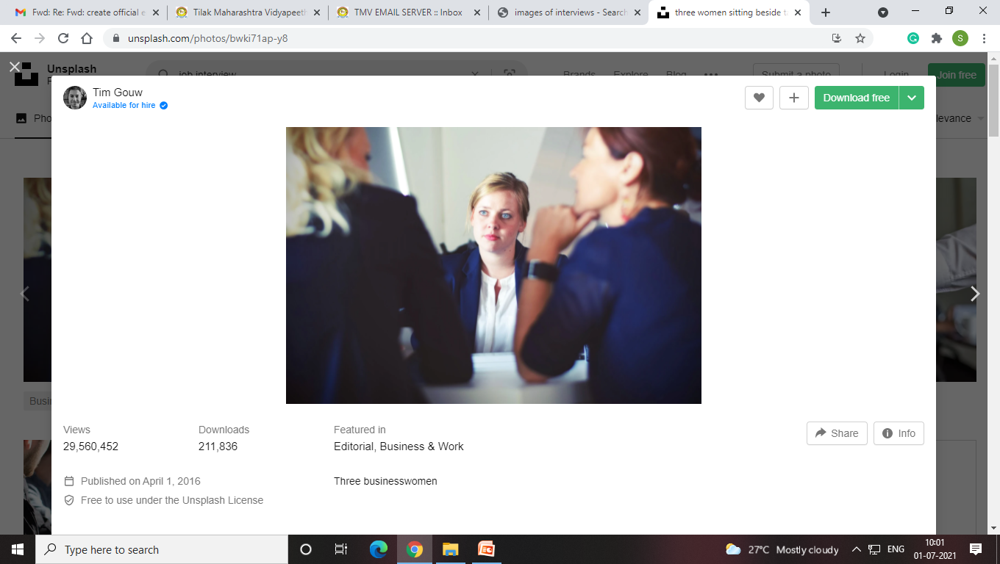 Fwd: Re: Fwd: create official e
Tilak Maharashtra Vidyapeeth
TMV EMAIL SERVER :: Inbox
images of interviews - Search
three women sitting beside t
unsplash.com/photos/bwki71ap-y8
S
Unsplash
job interview
Brands
Explore
Blog
Submit a photo
Login
Join free
Pho
levance
Tim Gouw
Available for hire
Download free
Busi
Views
Downloads
Featured in
29,560,452
211,836
Editorial, Business & Work
Share
Info
Published on April 1, 2016
Three businesswomen
Free to use under the Unsplash License
Type here to search
27°C Mostly cloudy
ENG
10:01
01-07-2021